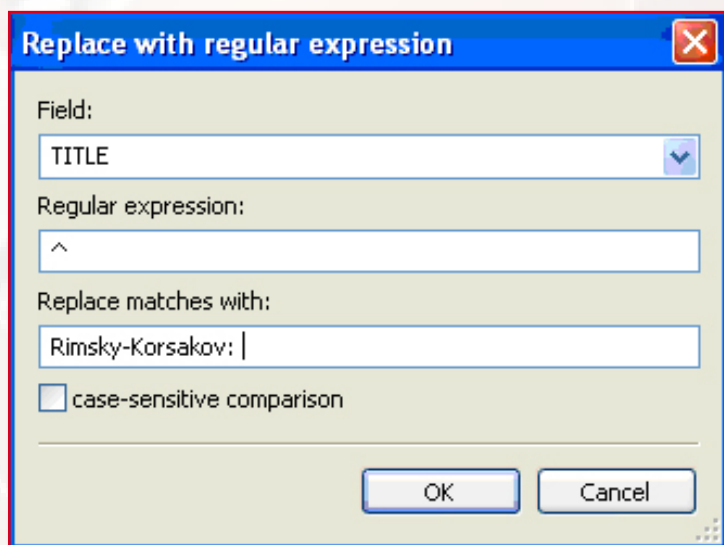 Replace with regular expression
Field:
TITLE
Regular expression:
^
Replace matches with:
Rimsky-Korsakov:
case-sensitive comparison
OK Cancel